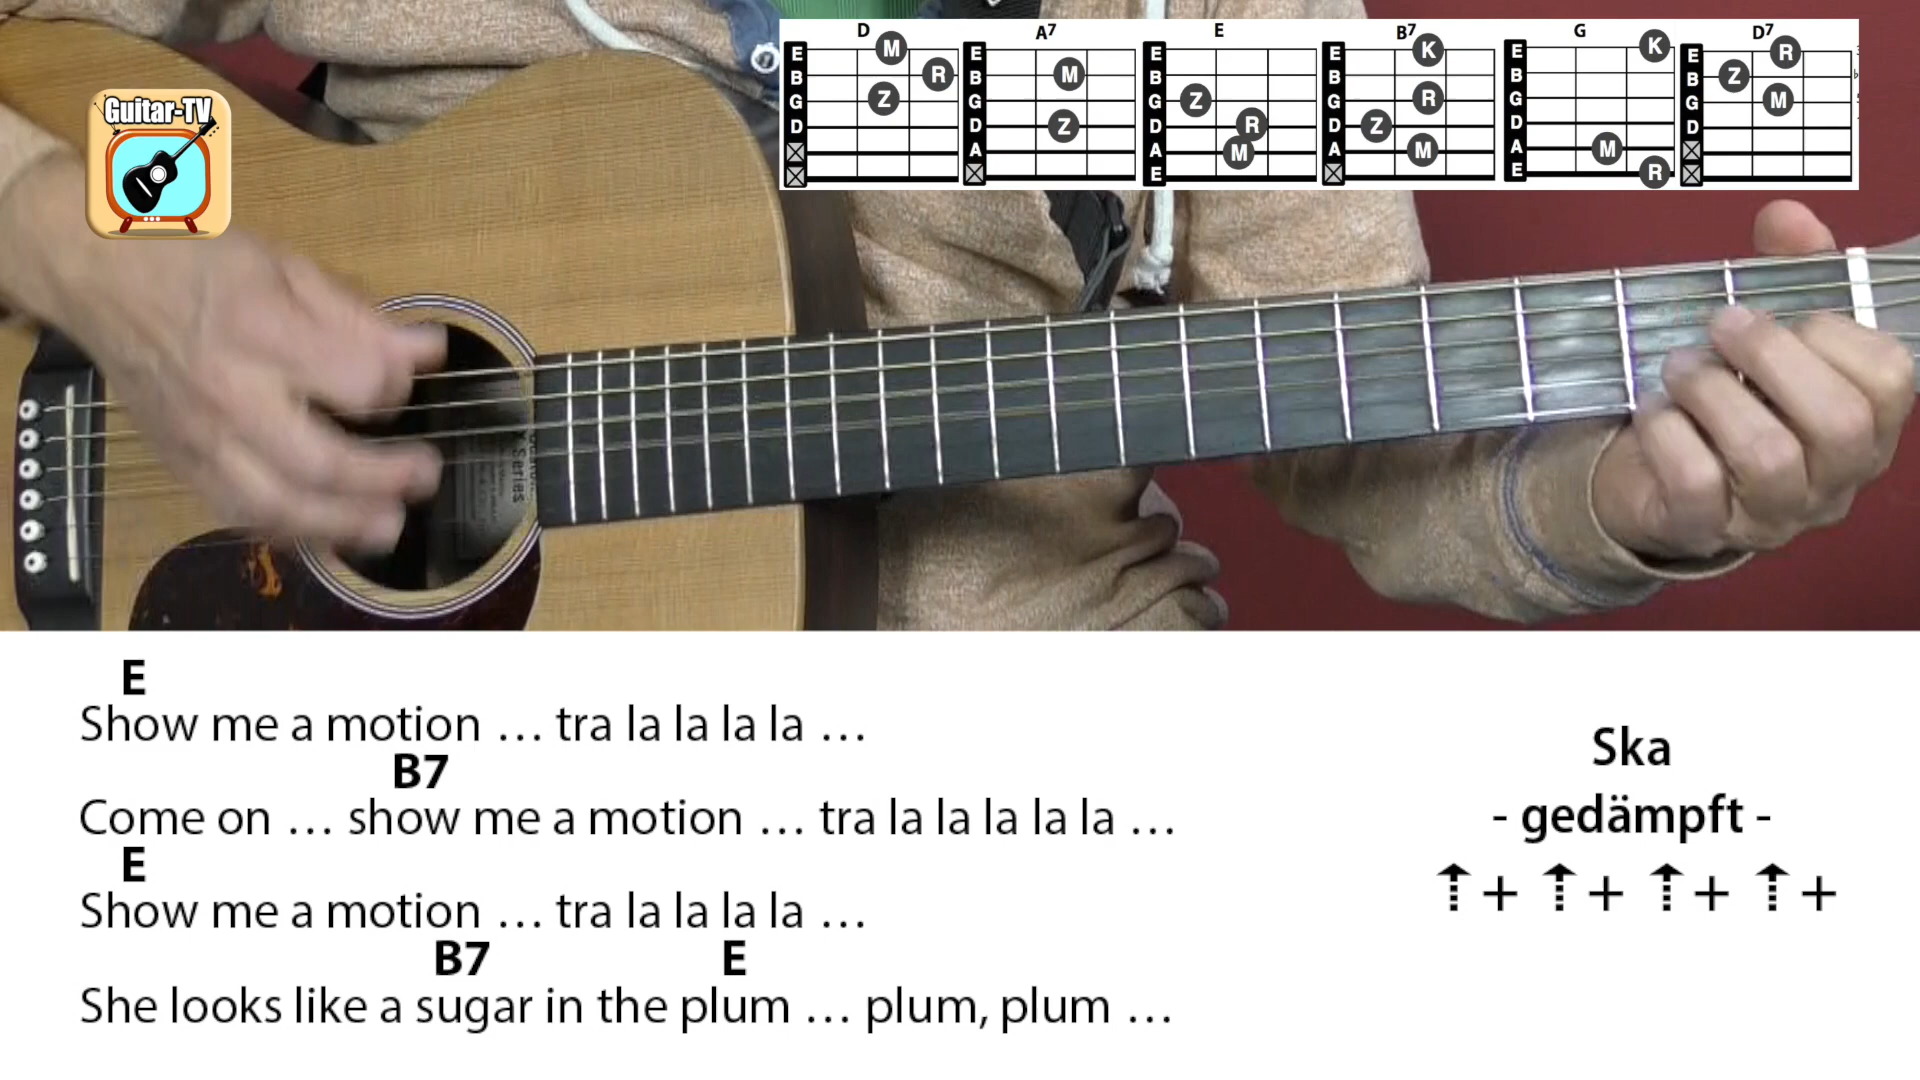 Guitar-TV
D A7 E B7 G D7
E M
B R
G Z
D
E
B M
G
D Z
A
E
B
G Z
D R
A M
E
E K
B
G R
D Z
A M
E K
B
G
D
A M
E R
E R
B Z
G M
D
Series
E
Show me a motion … tra la la la la …
B7
Come on … show me a motion … tra la la la la la …
E
Show me a motion … tra la la la la …
B7 E
She looks like a sugar in the plum … plum, plum …
Ska
- gedämpft -
⇡+ ⇡+ ⇡+ ⇡+